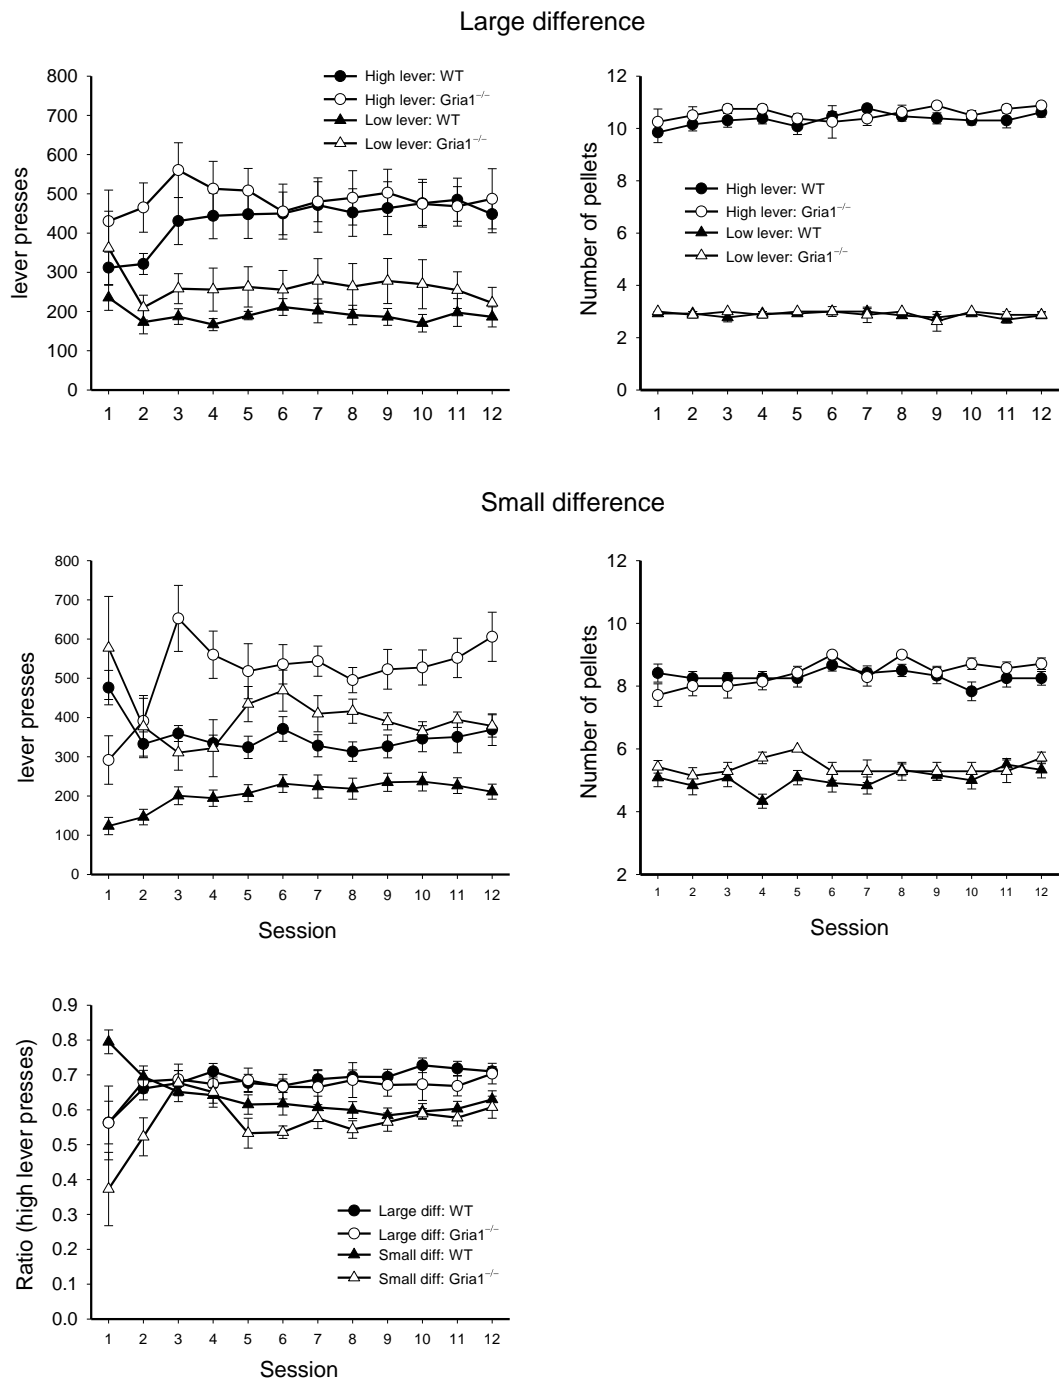 Large difference
lever presses
800
700
600
500
400
300
200
100
0
High lever: WT
High lever: Gria1−/−
Low lever: WT
Low lever: Gria1−/−
1 2 3 4 5 6 7 8 9 10 11 12
Number of pellets
12
10
8
6
4
2
0
High lever: WT
High lever: Gria1−/−
Low lever: WT
Low lever: Gria1−/−
1 2 3 4 5 6 7 8 9 10 11 12
Small difference
lever presses
800
700
600
500
400
300
200
100
0
1 2 3 4 5 6 7 8 9 10 11 12
Session
Number of pellets
12
10
8
6
4
2
1 2 3 4 5 6 7 8 9 10 11 12
Session
Ratio (high lever presses)
0.9
0.8
0.7
0.6
0.5
0.4
0.3
0.2
0.1
0.0
Large diff: WT
Large diff: Gria1−/−
Small diff: WT
Small diff: Gria1−/−
1 2 3 4 5 6 7 8 9 10 11 12
Session